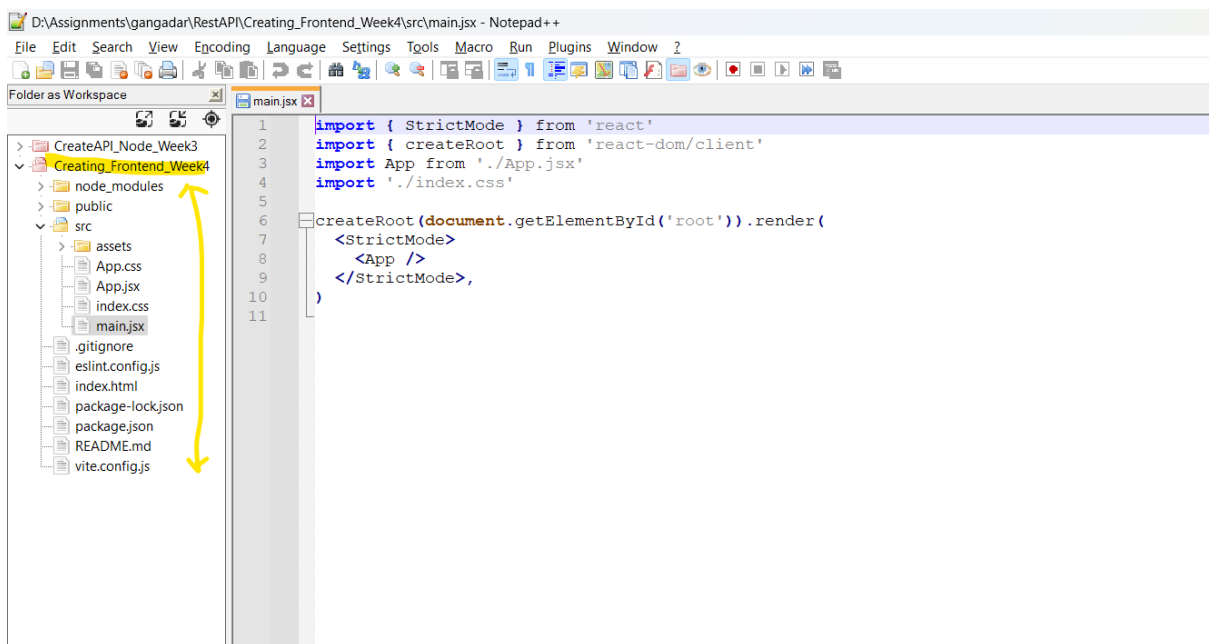 D:\Assignments\gangadar\RestAPI\Creating_Frontend_Week4\src\main.jsx - Notepad++
File Edit Search View Encoding Language Settings Tools Macro Run Plugins Window ?
Folder as Workspace
CreateAPI_Node_Week3
Creating_Frontend_Week4
node_modules
public
src
assets
App.css
App.jsx
index.css
main.jsx
.gitignore
eslint.config.js
index.html
package-lock.json
package.json
README.md
vite.config.js
main.jsx
1 import { StrictMode } from 'react'
2 import { createRoot } from 'react-dom/client'
3 import App from './App.jsx'
4 import './index.css'
5
6 createRoot(document.getElementById('root')).render(
7 <StrictMode>
8 <App />
9 </StrictMode>,
10 )
11